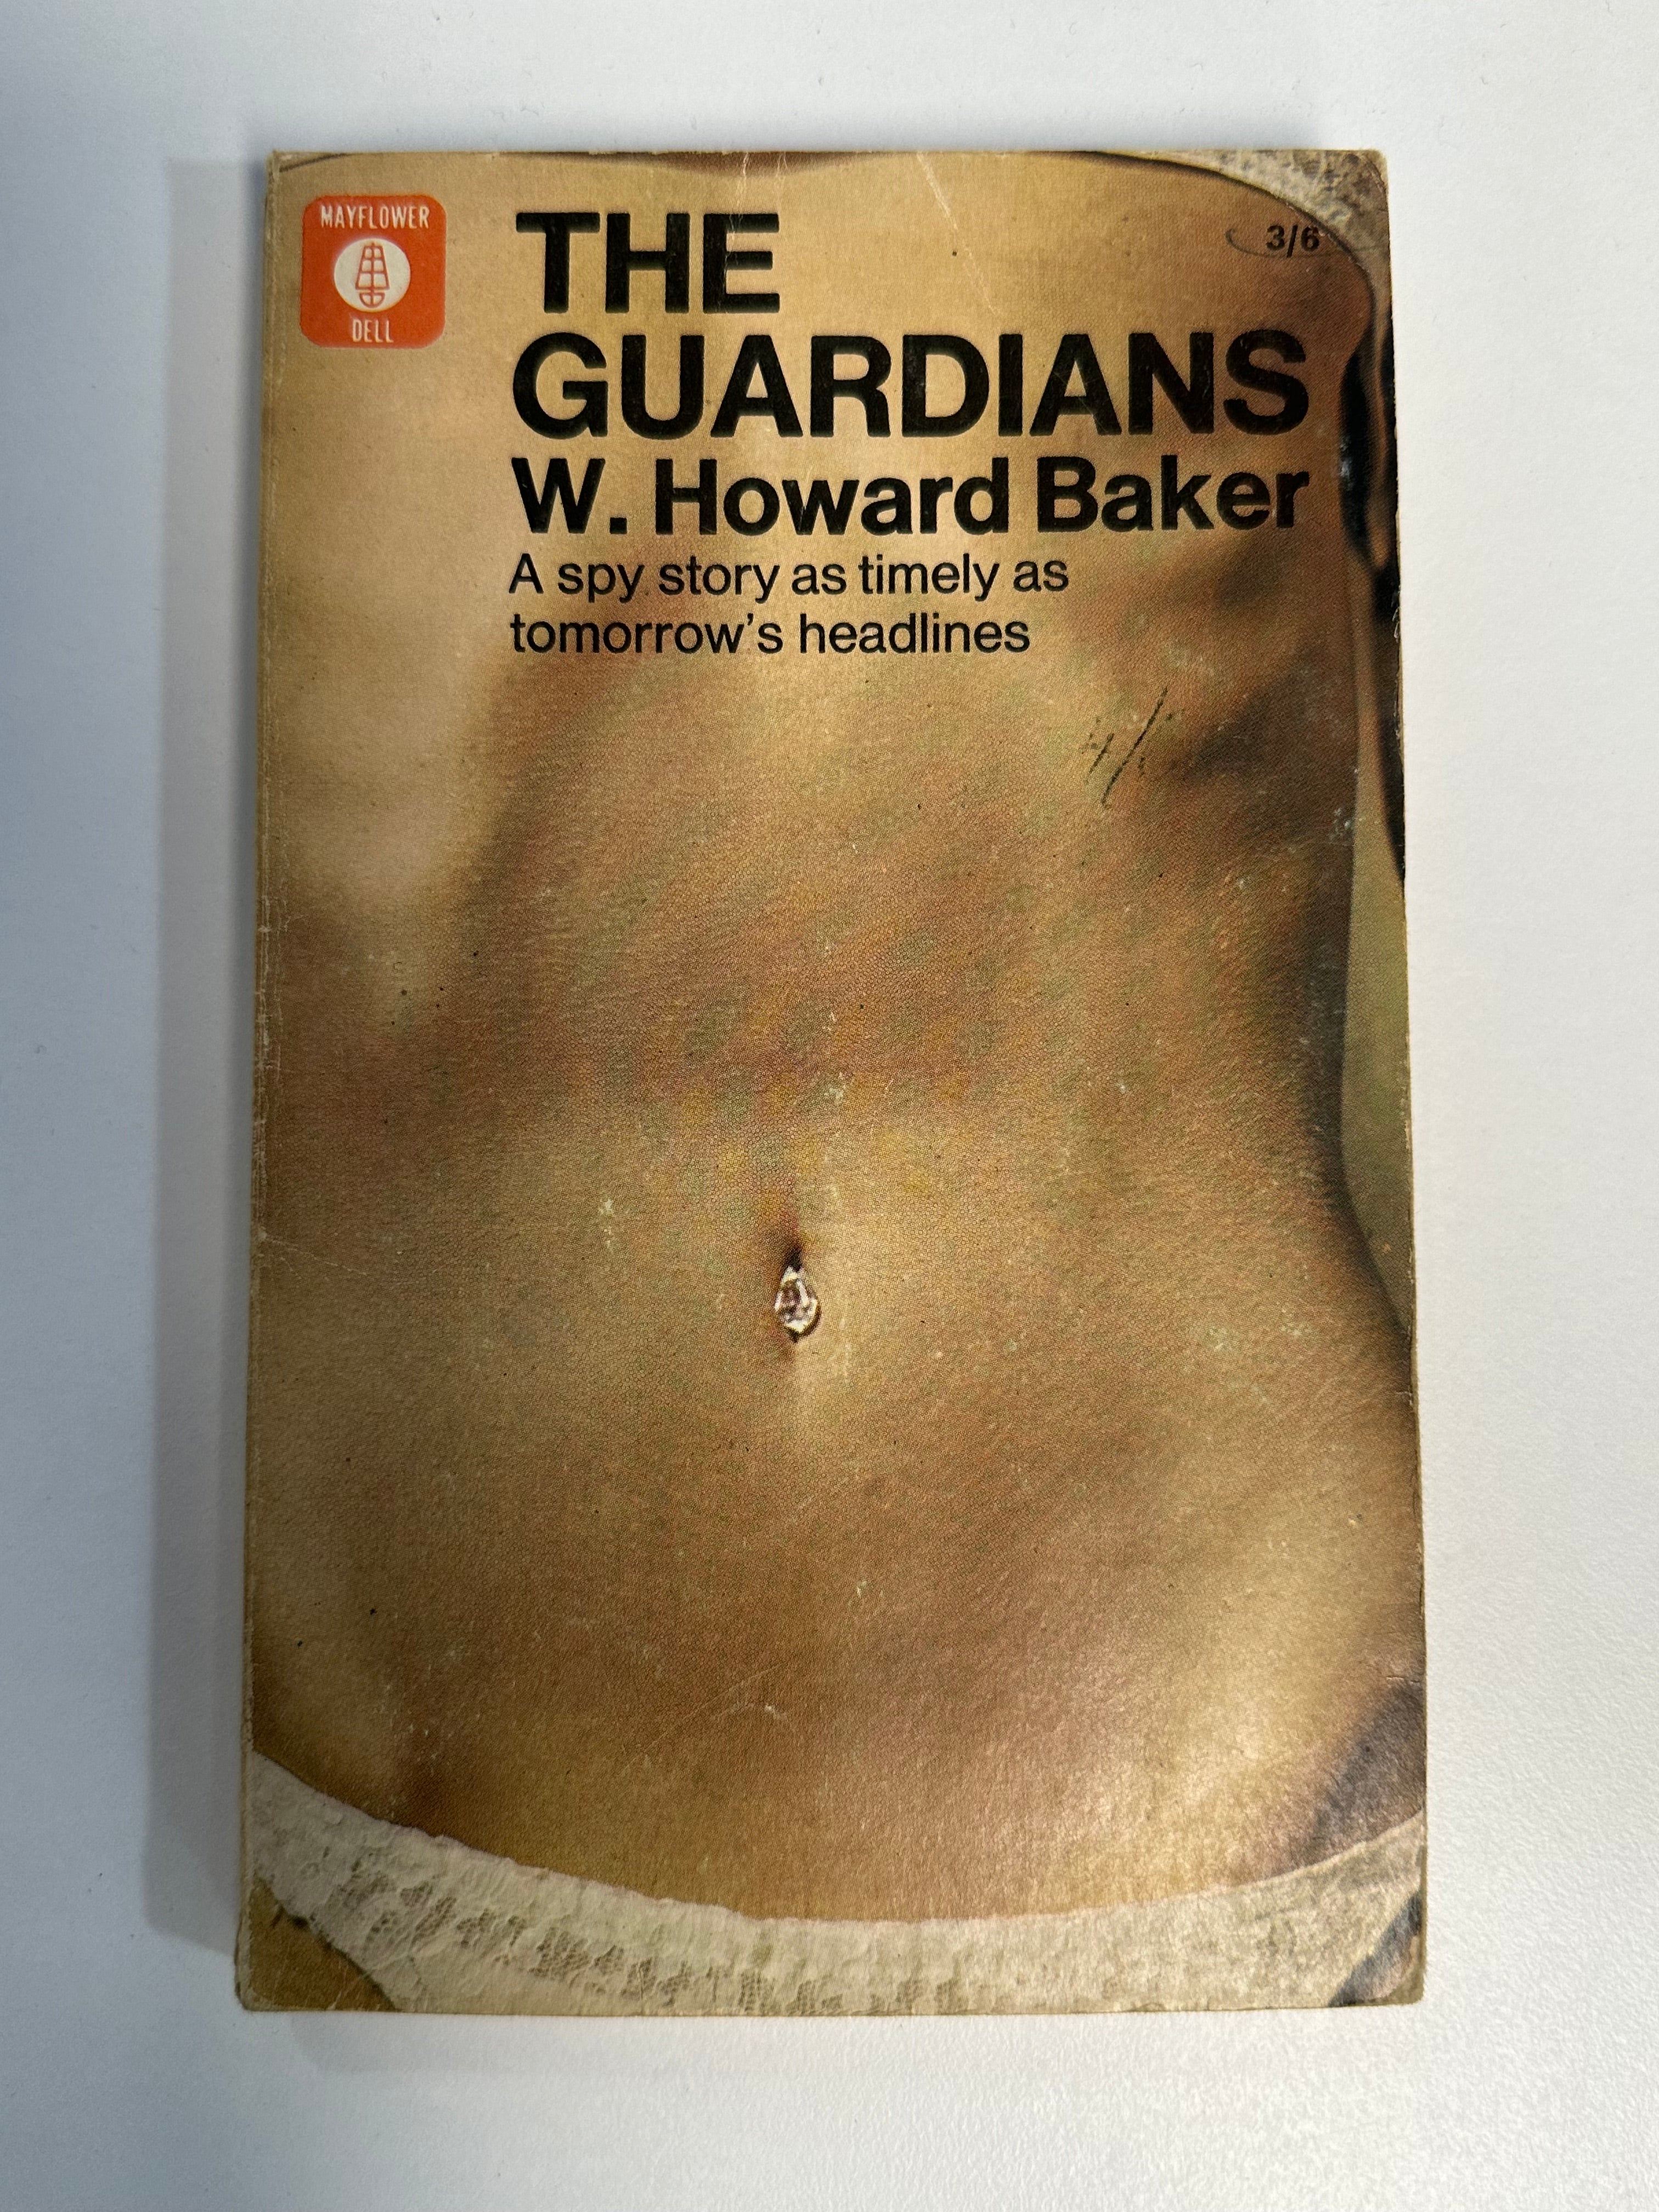 MAYFLOWER
DELL
THE
3/6
GUARDIANS
W. Howard Baker
A spy story as timely as
tomorrow's headlines